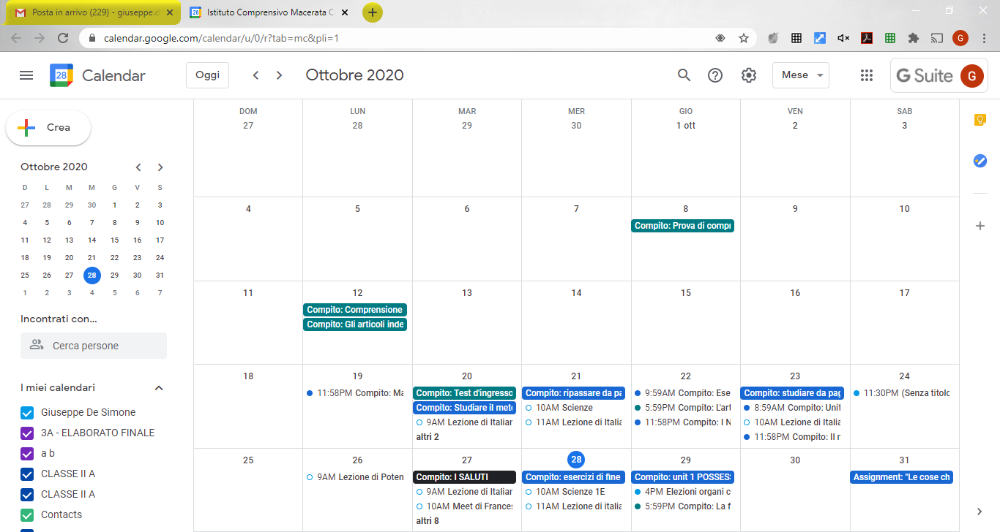 Posta in arrivo (229) - giuseppe.d
Istituto Comprensivo Macerata C
calendar.google.com/calendar/u/0/r?tab=mc&pli=1
G
28
Calendar
Oggi
Ottobre 2020
Mese
G Suite
G
Crea
Ottobre 2020
D L M M G V S
27 28 29 30 1 2 3
4 5 6 7 8 9 10
11 12 13 14 15 16 17
18 19 20 21 22 23 24
25 26 27 28 29 30 31
1 2 3 4 5 6 7
Incontrati con...
Cerca persone
I miei calendari
Giuseppe De Simone
3A - ELABORATO FINALE
a b
CLASSE II A
CLASSE II A
Contacts
DOM LUN MAR MER GIO VEN SAB
27 28 29 30 1 ott 2 3
4 5 6 7 8 9 10
Compito: Prova di compr
11 12 13 14 15 16 17
Compito: Comprensione
Compito: Gli articoli inde
18 19 20 21 22 23 24
11:58PM Compito: Ma
Compito: Test d'ingresso
Compito: Studiare il meto
9AM Lezione di Italian
altri 2
Compito: ripassare da pa
10AM Scienze
11AM Lezione di Italia
9:59AM Compito: Ese
5:59PM Compito: L'art
11:58PM Compito: I N
Compito: studiare da pag
8:59AM Compito: Unit
10AM Lezione di Italia
11:58PM Compito: Il r
11:30PM (Senza titolo
25 26 27 28 29 30 31
9AM Lezione di Poten
Compito: I SALUTI
9AM Lezione di Italian
10AM Meet di Frances
altri 8
Compito: esercizi di fine
10AM Scienze 1E
11AM Lezione di italia
Compito: unit 1 POSSESS
4PM Elezioni organi c
5:59PM Compito: La f
Assignment: "Le cose ch